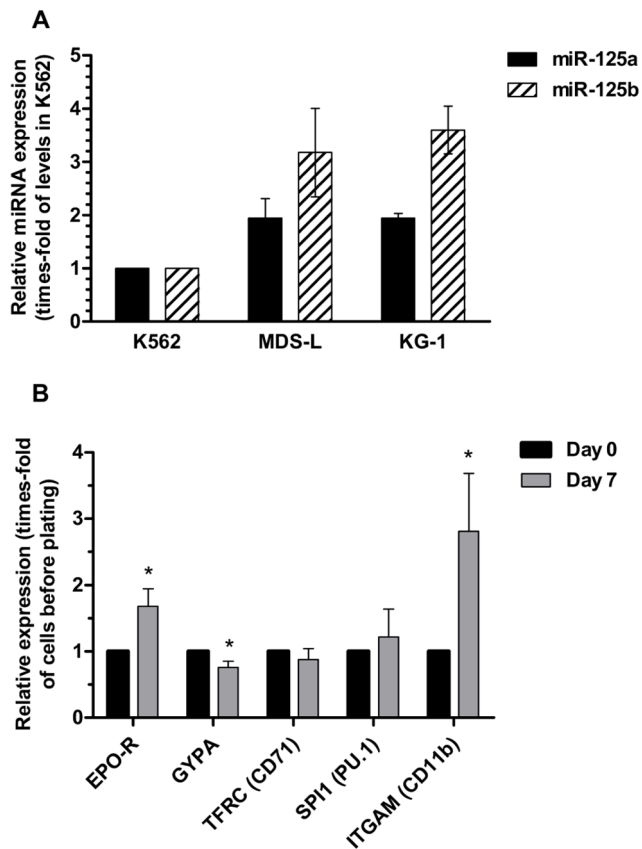 A
Relative miRNA expression
(times-fold of levels in K562)
5
4
3
2
1
0
K562
MDS-L
KG-1
miR-125a
miR-125b
B
Relative expression (times-fold
of cells before plating)
4
3
2
1
0
*
*
*
EPO-R
GYPA
TFRC (CD71)
SPI1 (PU.1)
ITGAM (CD11b)
Day 0
Day 7